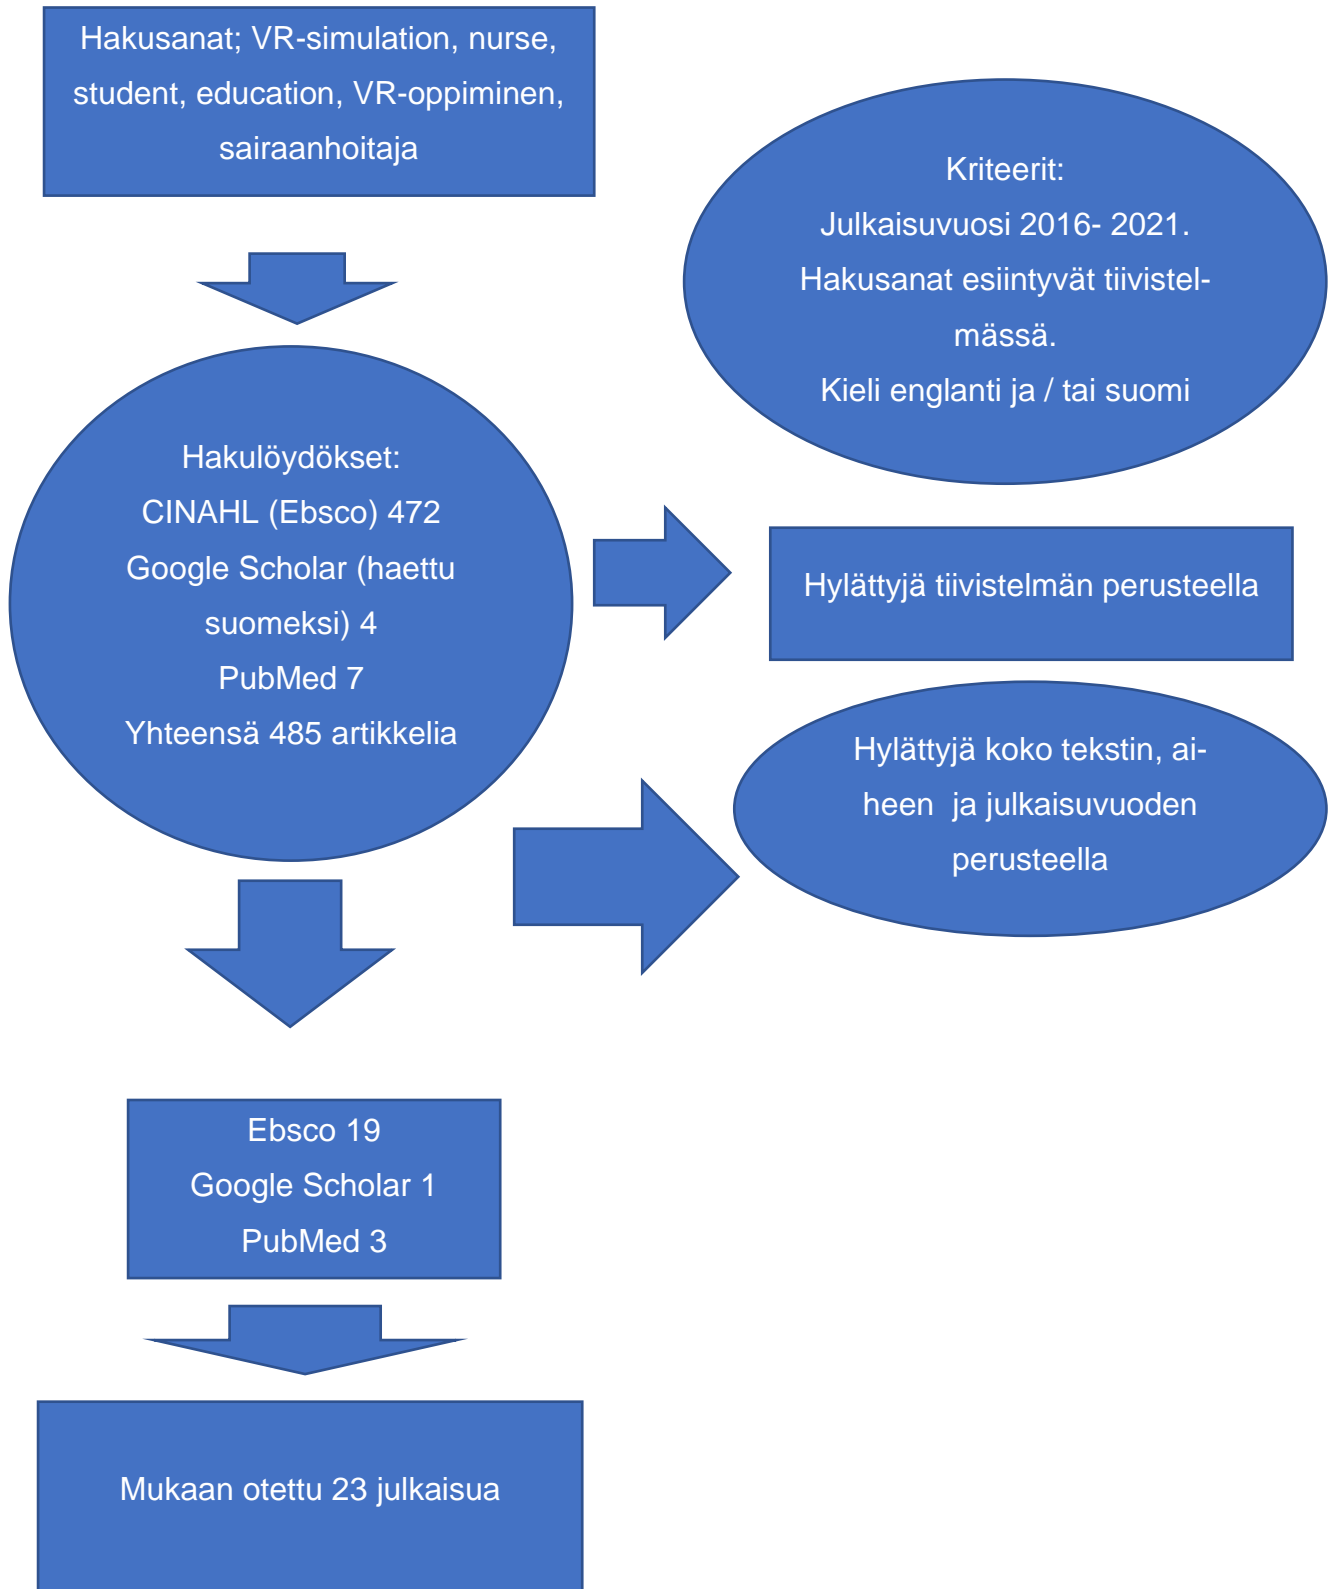 Hakusanat; VR-simulation, nurse,
student, education, VR-oppiminen,
sairaanhoitaja
Kriteerit:
Julkaisuvuosi 2016- 2021.
Hakusanat esiintyvät tiivistel-
mässä.
Kieli englanti ja / tai suomi
Hakulöydökset:
CINAHL (Ebsco) 472
Google Scholar (haettu
suomeksi) 4
PubMed 7
Yhteensä 485 artikkelia
Hylättyjä tiivistelmän perusteella
Hylättyjä koko tekstin, ai-
heen  ja julkaisuvuoden
perusteella
Ebsco 19
Google Scholar 1
PubMed 3
Mukaan otettu 23 julkaisua